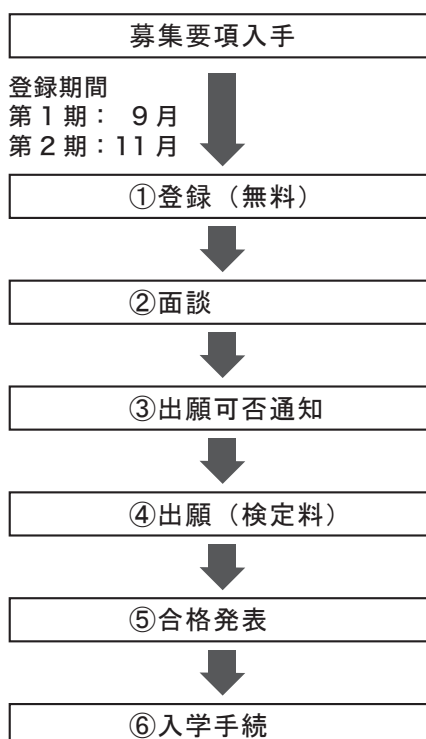 募集要項入手
登録期間
第1期： 9月
第2期：11月
①登録（無料）
②面談
③出願可否通知
④出願（検定料）
⑤合格発表
⑥入学手続